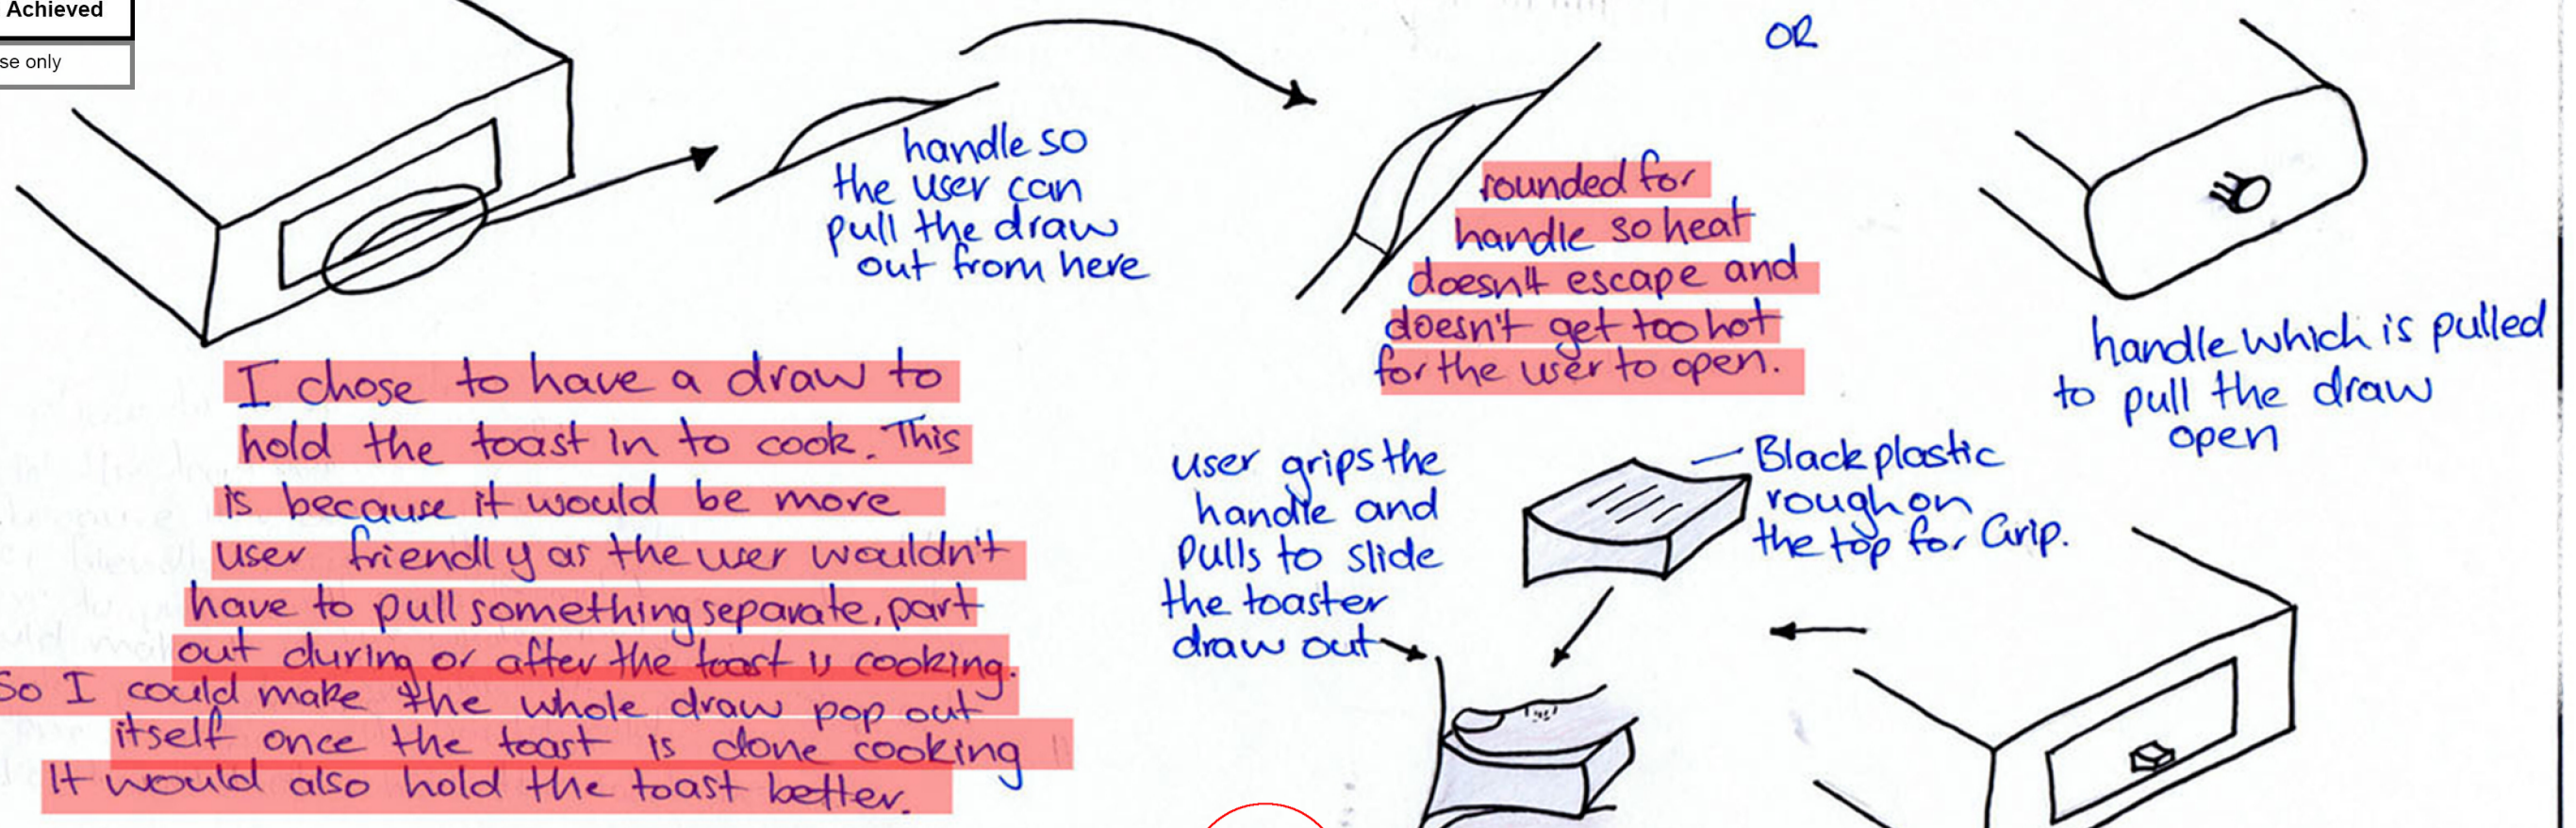 Achieved
se only
OR
handle so
the user can
pull the draw
out from here
rounded for
handle so heat
doesn't escape and
doesn't get too hot
for the user to open.
handle which is pulled
to pull the draw
open
I chose to have a draw to
hold the toast in to cook. This
is because it would be more
user friendly as the user wouldn't
have to pull something separate, part
out during or after the toast is cooking.
So I could make the whole draw pop out
itself once the toast is done cooking
It would also hold the toast better.
user grips the
handle and
Pulls to slide
the toaster
draw out
Black plastic
rough on
the top for Grip.